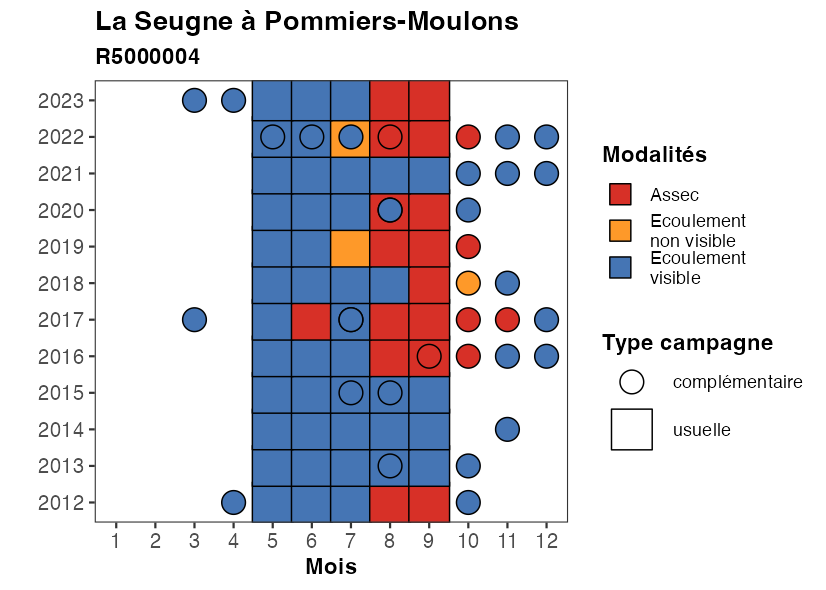 La Seugne à Pommiers-Moulons
R5000004
2023
2022
2021
2020
2019
2018
2017
2016
2015
2014
2013
2012
1 2 3 4 5 6 7 8 9 10 11 12
Mois
Modalités
Assec
Ecoulement
non visible
Ecoulement
visible
Type campagne
complémentaire
usuelle